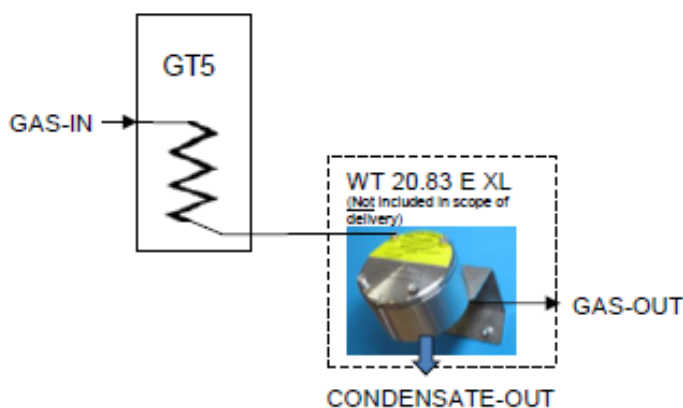 GT5
GAS-IN
WT 20.83 E XL
(Not included in scope of
delivery)
GAS-OUT
CONDENSATE-OUT